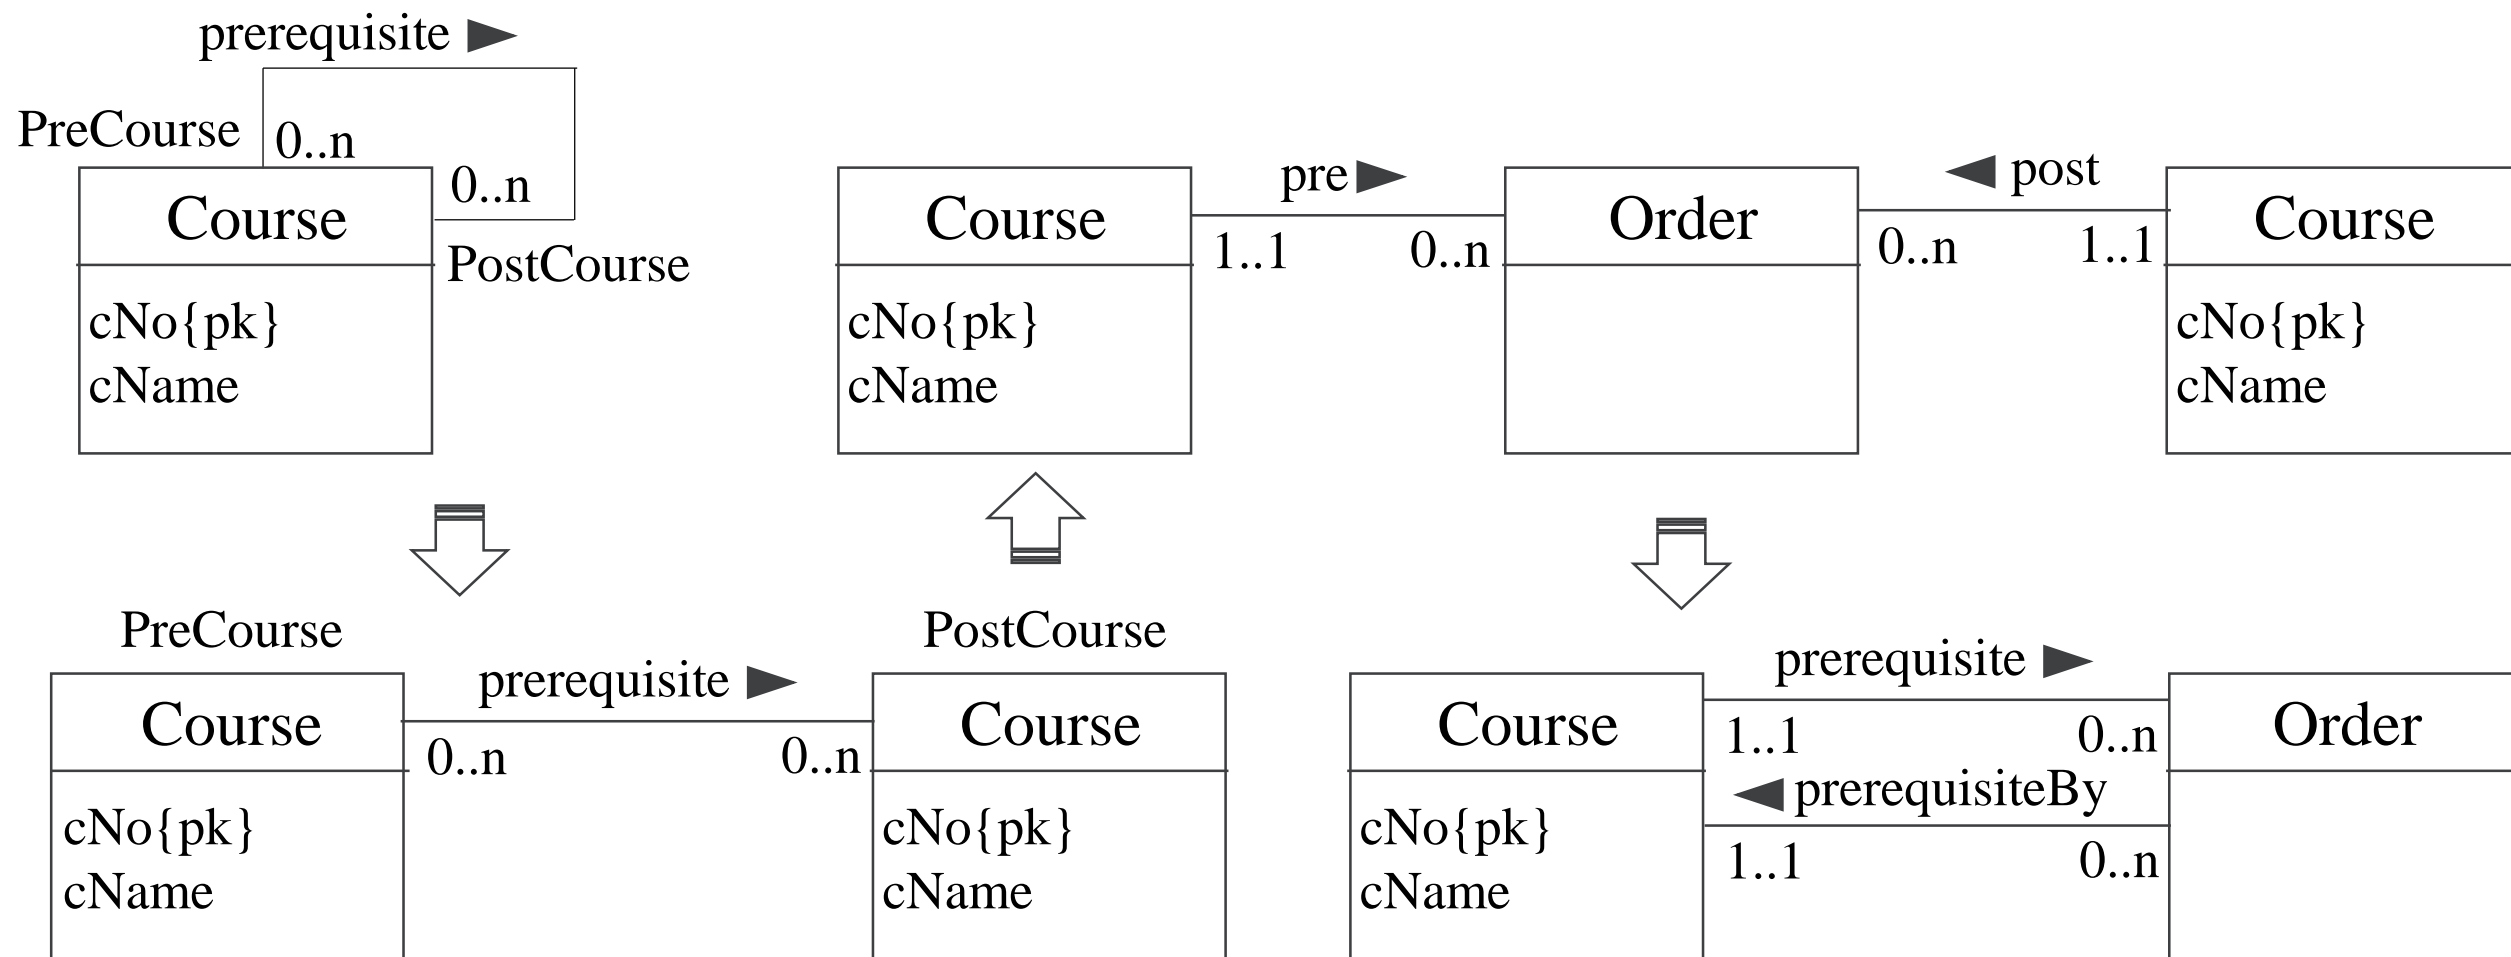 prerequisite
PreCourse
0..n
0..n
Course
PostCourse
cNo{pk}
cName
Course
cNo{pk}
cName
pre
1..1
0..n
Order
post
0..n
1..1
Course
cNo{pk}
cName
PreCourse
Course
cNo{pk}
cName
prerequisite
0..n
0..n
PostCourse
Course
cNo{pk}
cName
Course
cNo{pk}
cName
prerequisite
1..1
0..n
prerequisiteBy
1..1
0..n
Order